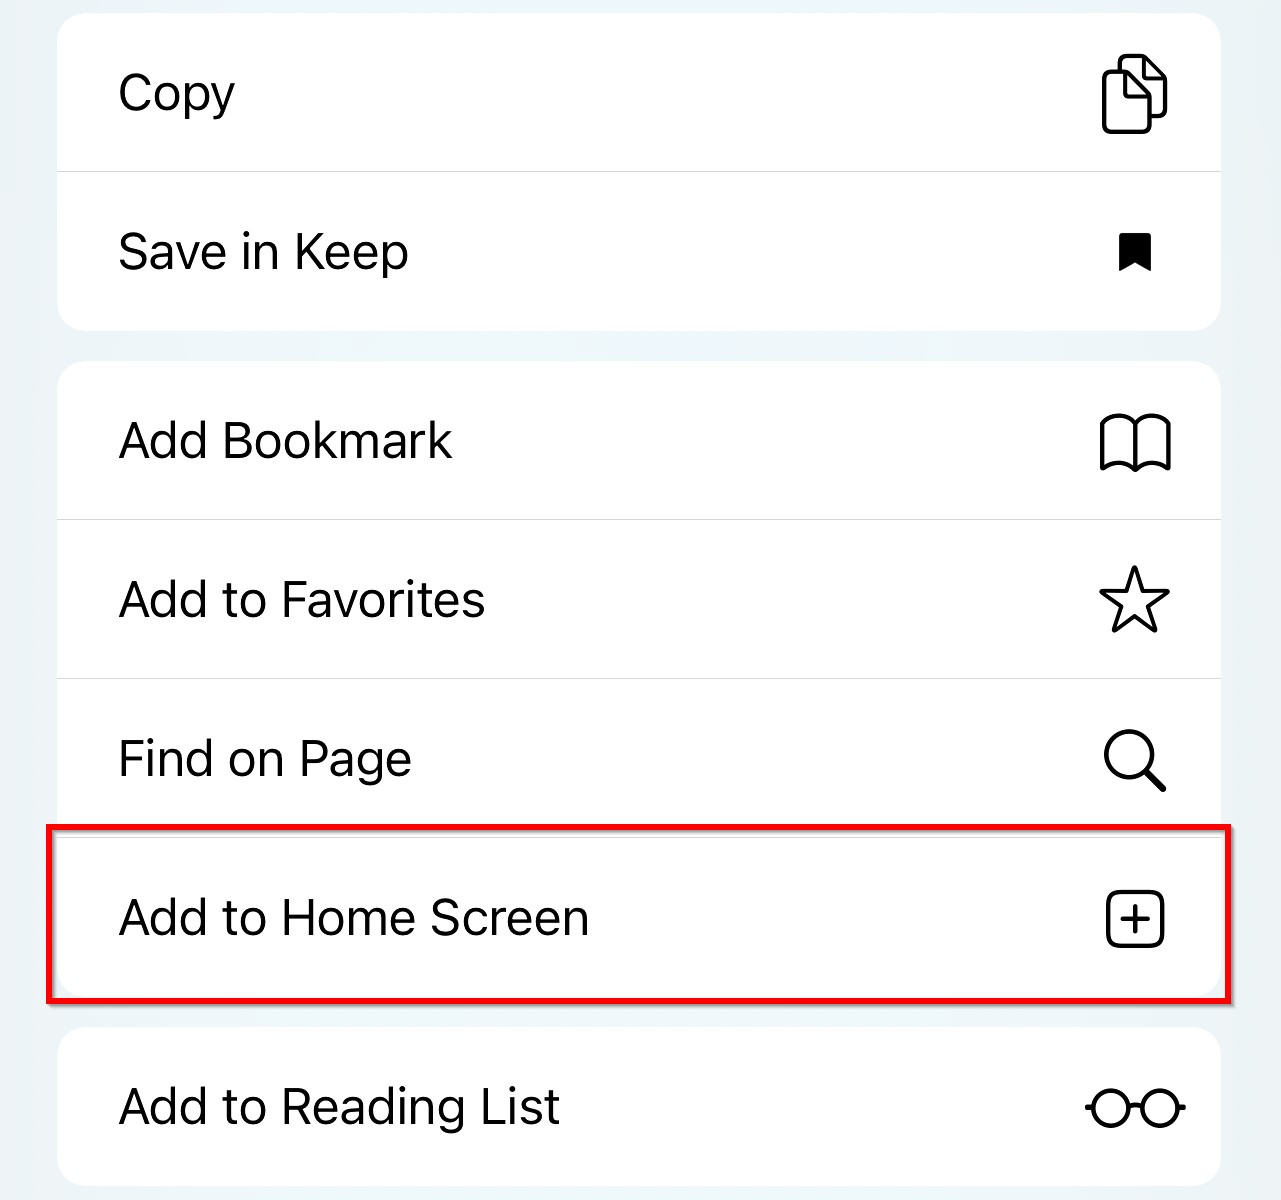 Copy
Save in Keep
Add Bookmark
Add to Favorites
Find on Page
Add to Home Screen
Add to Reading List